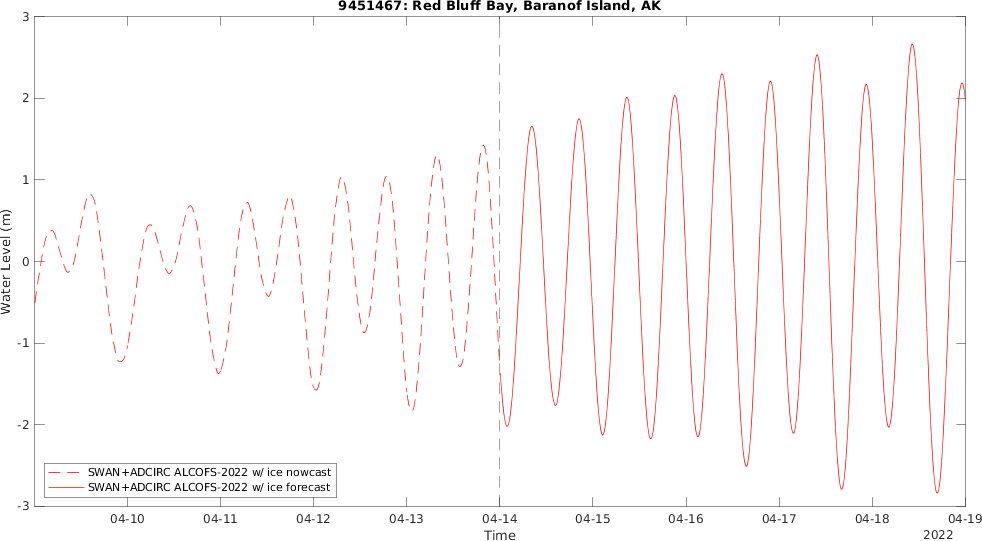 9451467: Red Bluff Bay, Baranof Island, AK
3
2
1
0
-1
-2
-3
Water Level (m)
SWAN+ADCIRC ALCOFS-2022 w/ ice nowcast
SWAN+ADCIRC ALCOFS-2022 w/ ice forecast
04-10 04-11 04-12 04-13 04-14 04-15 04-16 04-17 04-18 04-19
Time
2022